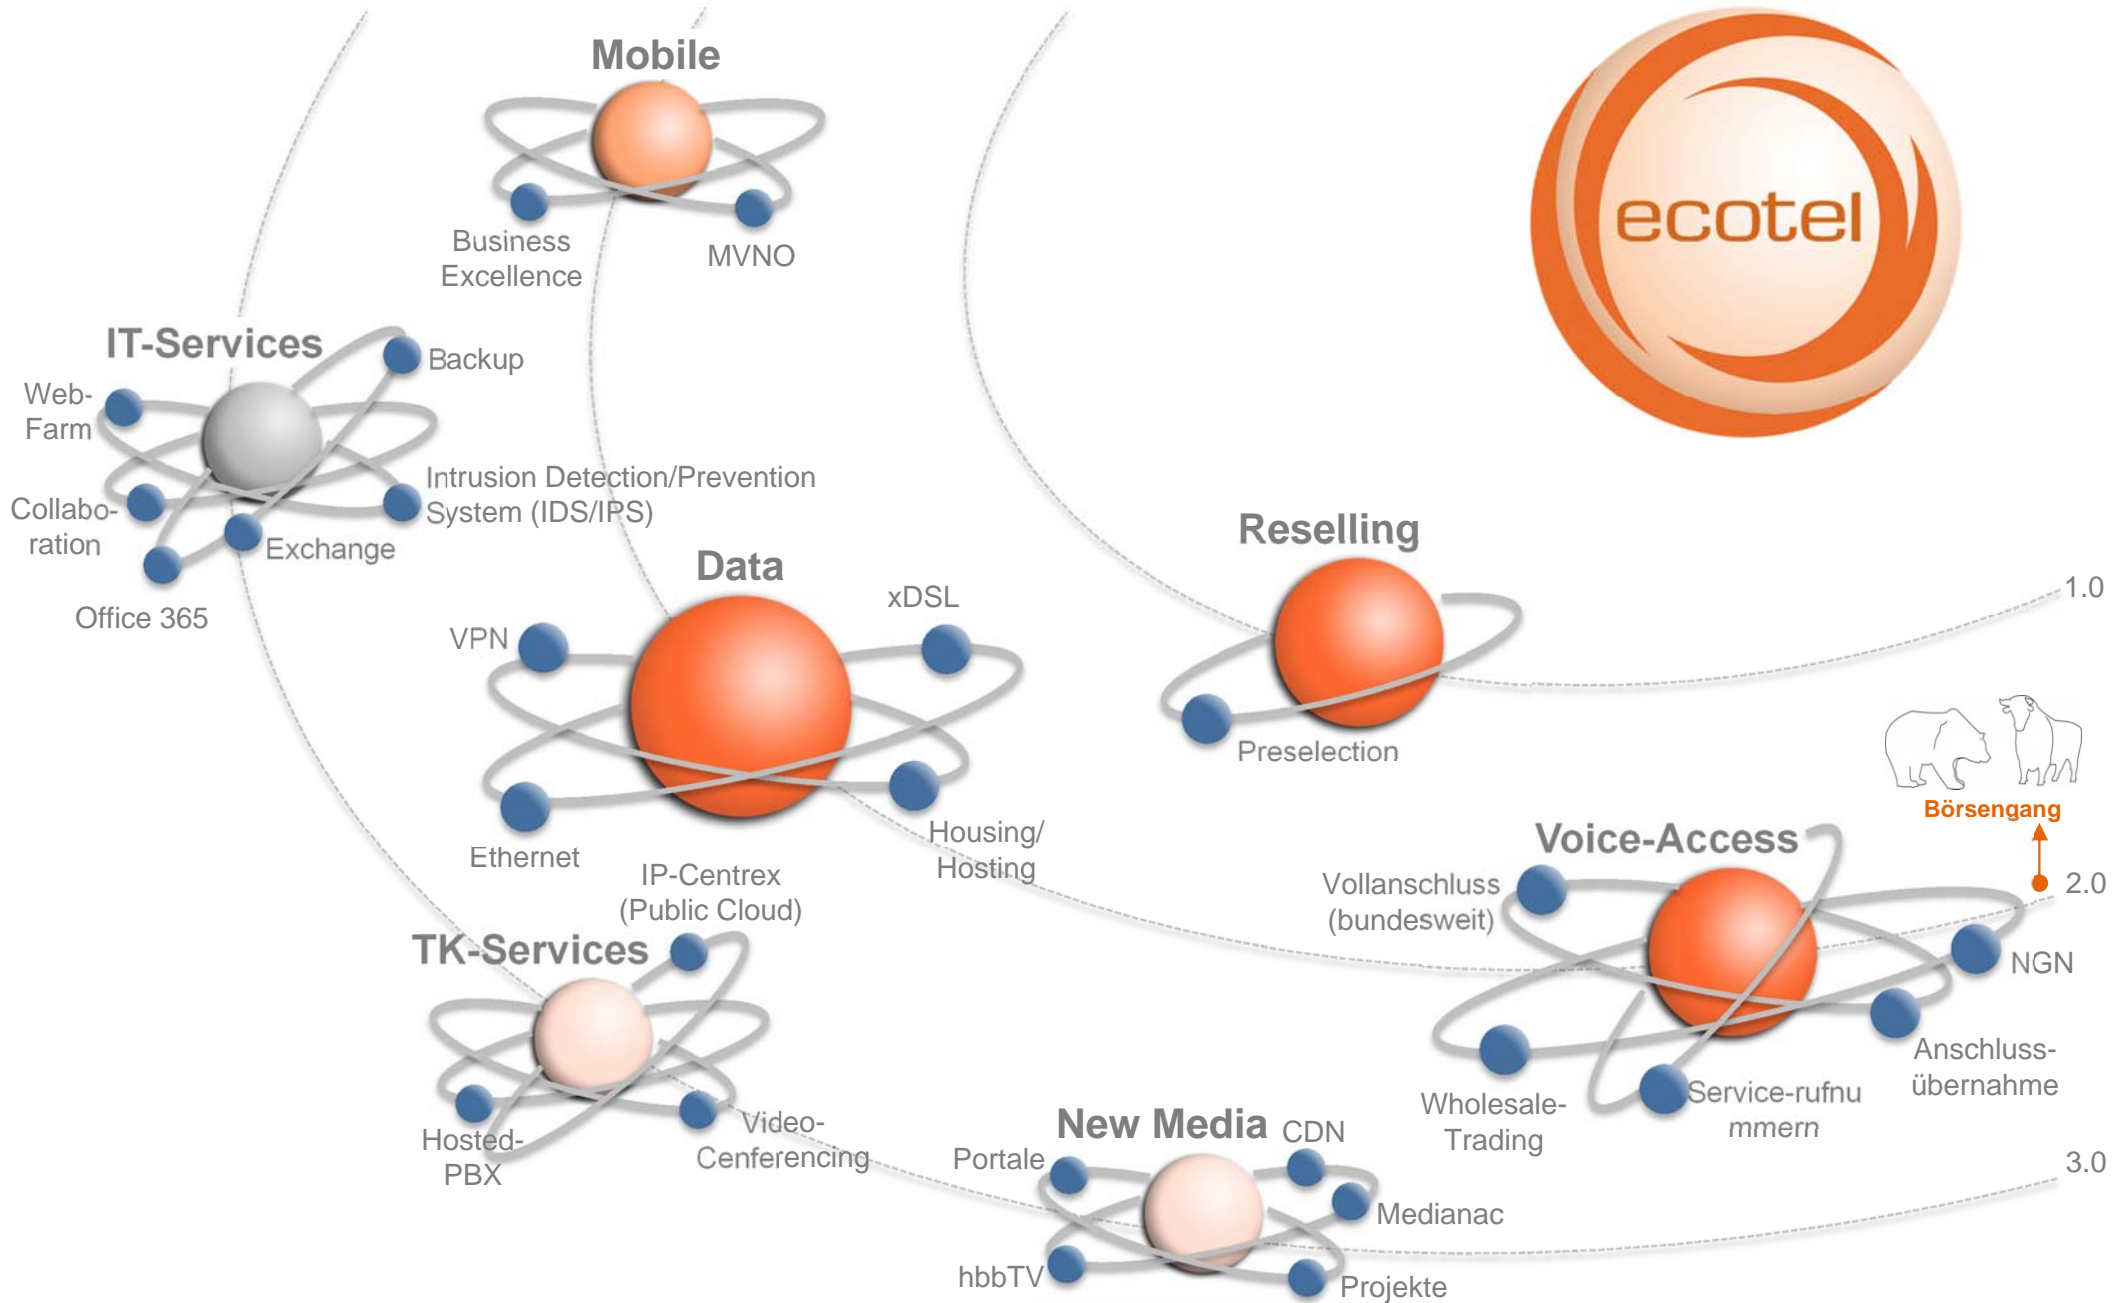 Mobile
ecotel
Business
Excellence
MVNO
IT-Services
Backup
Web-
Farm
Intrusion Detection/Prevention
System (IDS/IPS)
Collabo-
ration
Exchange
Office 365
Reselling
Preselection
1.0
Data
xDSL
VPN
Ethernet
Housing/
Hosting
Börsengang
2.0
Voice-Access
Vollanschluss
(bundesweit)
NGN
Anschluss-
übernahme
Service-rufnu
mmern
Wholesale-
Trading
IP-Centrex
(Public Cloud)
TK-Services
Hosted-
PBX
Video-
Cenferencing
New Media
CDN
Portale
Medianac
hbbTV
Projekte
3.0